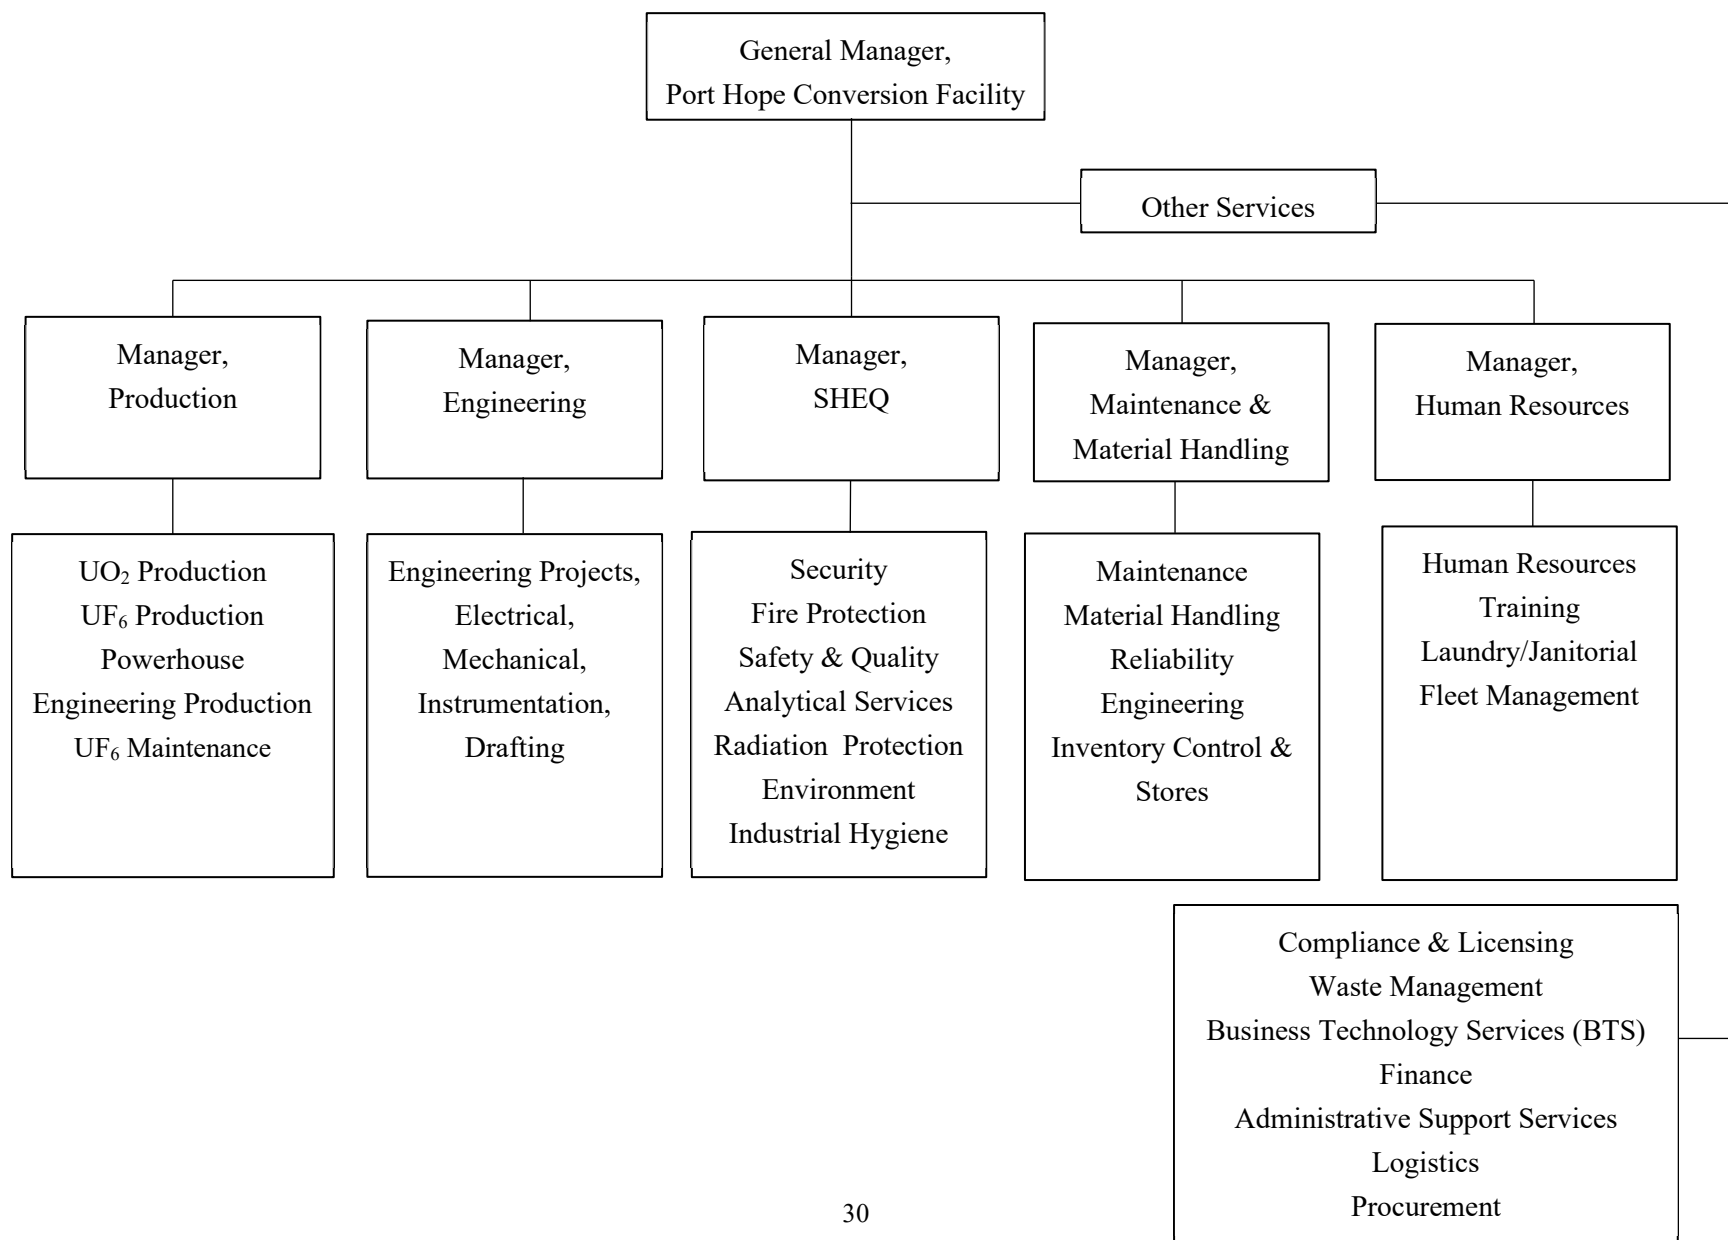 General Manager,
Port Hope Conversion Facility
Other Services
Manager,
Production
Manager,
Engineering
Manager,
SHEQ
Manager,
Maintenance &
Material Handling
Manager,
Human Resources
UO₂ Production
UF₆ Production
Powerhouse
Engineering Production
UF₆ Maintenance
Engineering Projects,
Electrical,
Mechanical,
Instrumentation,
Drafting
Security
Fire Protection
Safety & Quality
Analytical Services
Radiation  Protection
Environment
Industrial Hygiene
Maintenance
Material Handling
Reliability
Engineering
Inventory Control &
Stores
Human Resources
Training
Laundry/Janitorial
Fleet Management
Compliance & Licensing
Waste Management
Business Technology Services (BTS)
Finance
Administrative Support Services
Logistics
Procurement
30